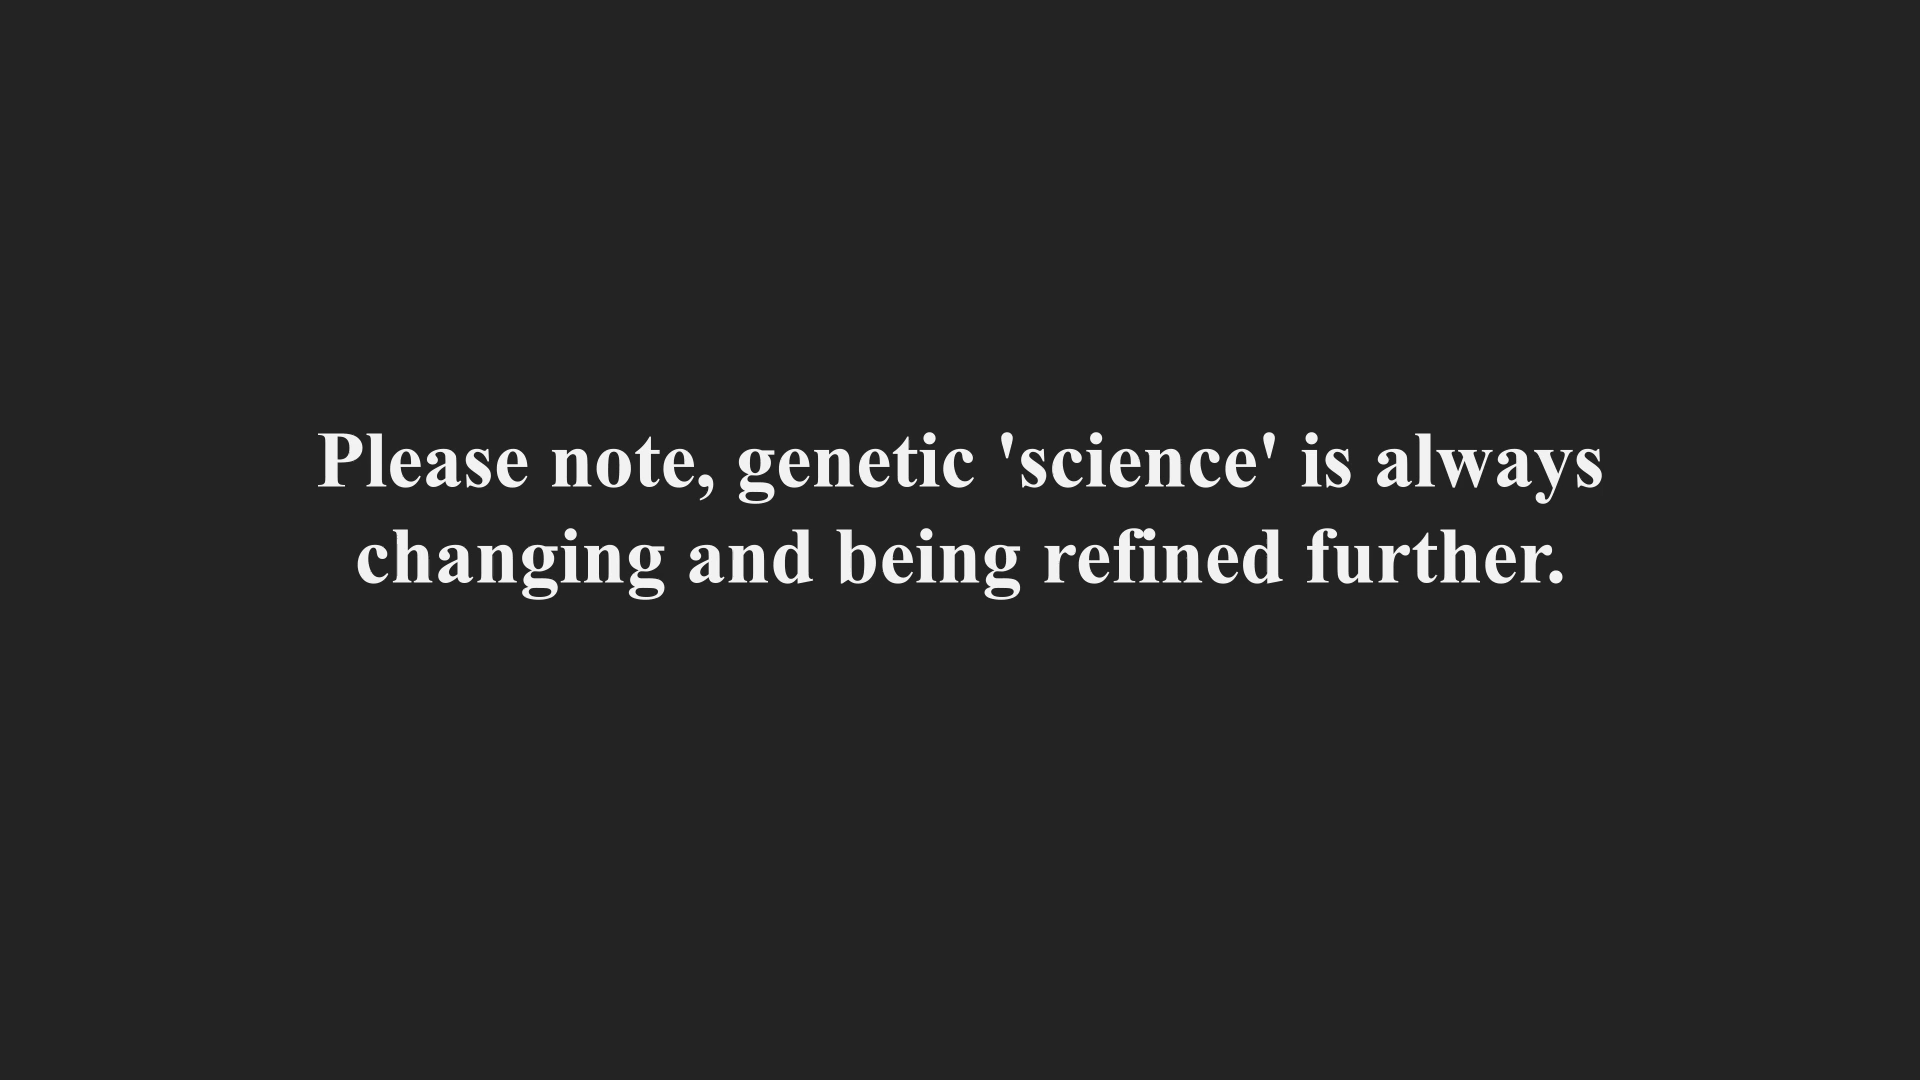 Please note, genetic 'science' is always
changing and being refined further.